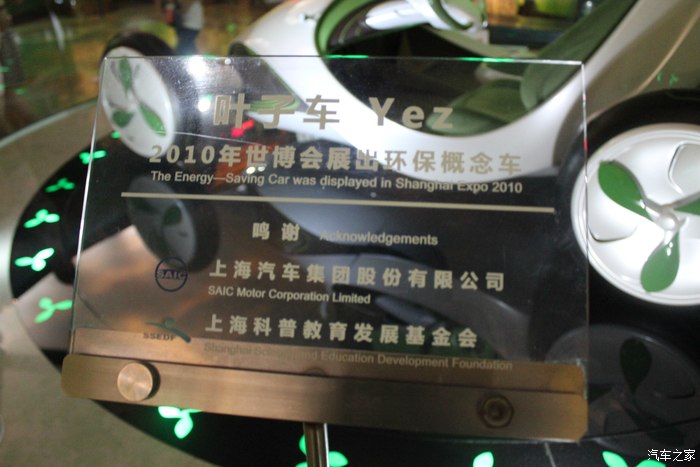 叶子车 Yez
2010年世博会展出环保概念车
The Energy—Saving Car was displayed in Shanghai Expo 2010
鸣谢 Acknowledgements
SAIC
上海汽车集团股份有限公司
SAIC Motor Corporation Limited
SSEDF
上海科普教育发展基金会
Shanghai Science and Education Development Foundation
汽车之家